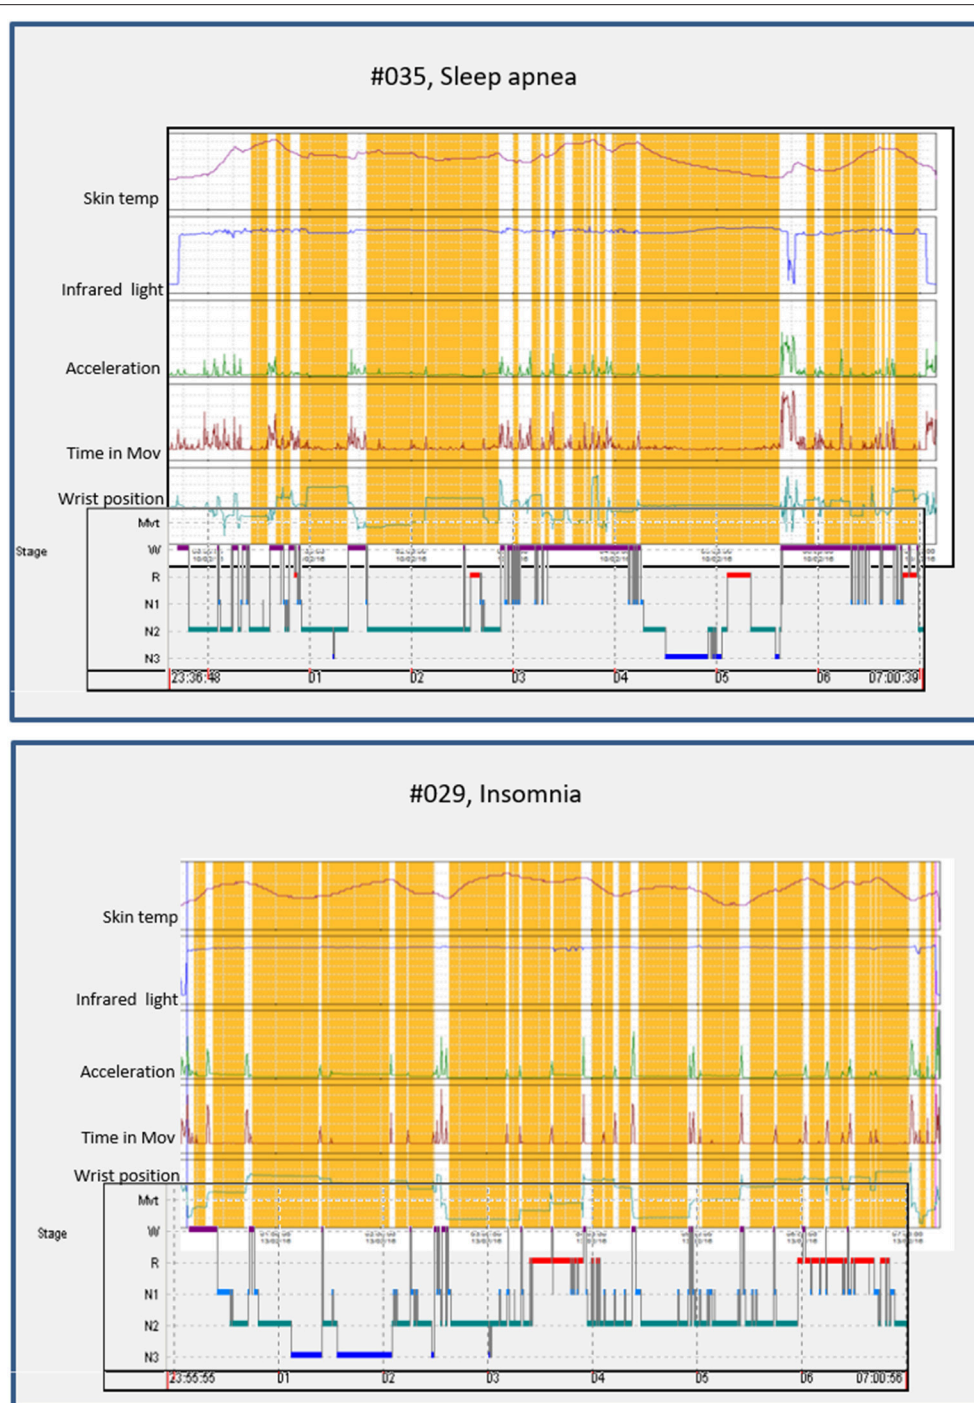 #035, Sleep apnea
Skin temp
Infrared light
Acceleration
Time in Mov
Wrist position
Mvt
Stage
W
R
N1
N2
N3
23:36:48 01 02 03 04 05 06 07:00:39
#029, Insomnia
Skin temp
Infrared light
Acceleration
Time in Mov
Wrist position
Mvt
Stage
W
R
N1
N2
N3
23:55:55 01 02 03 04 05 06 07:00:56